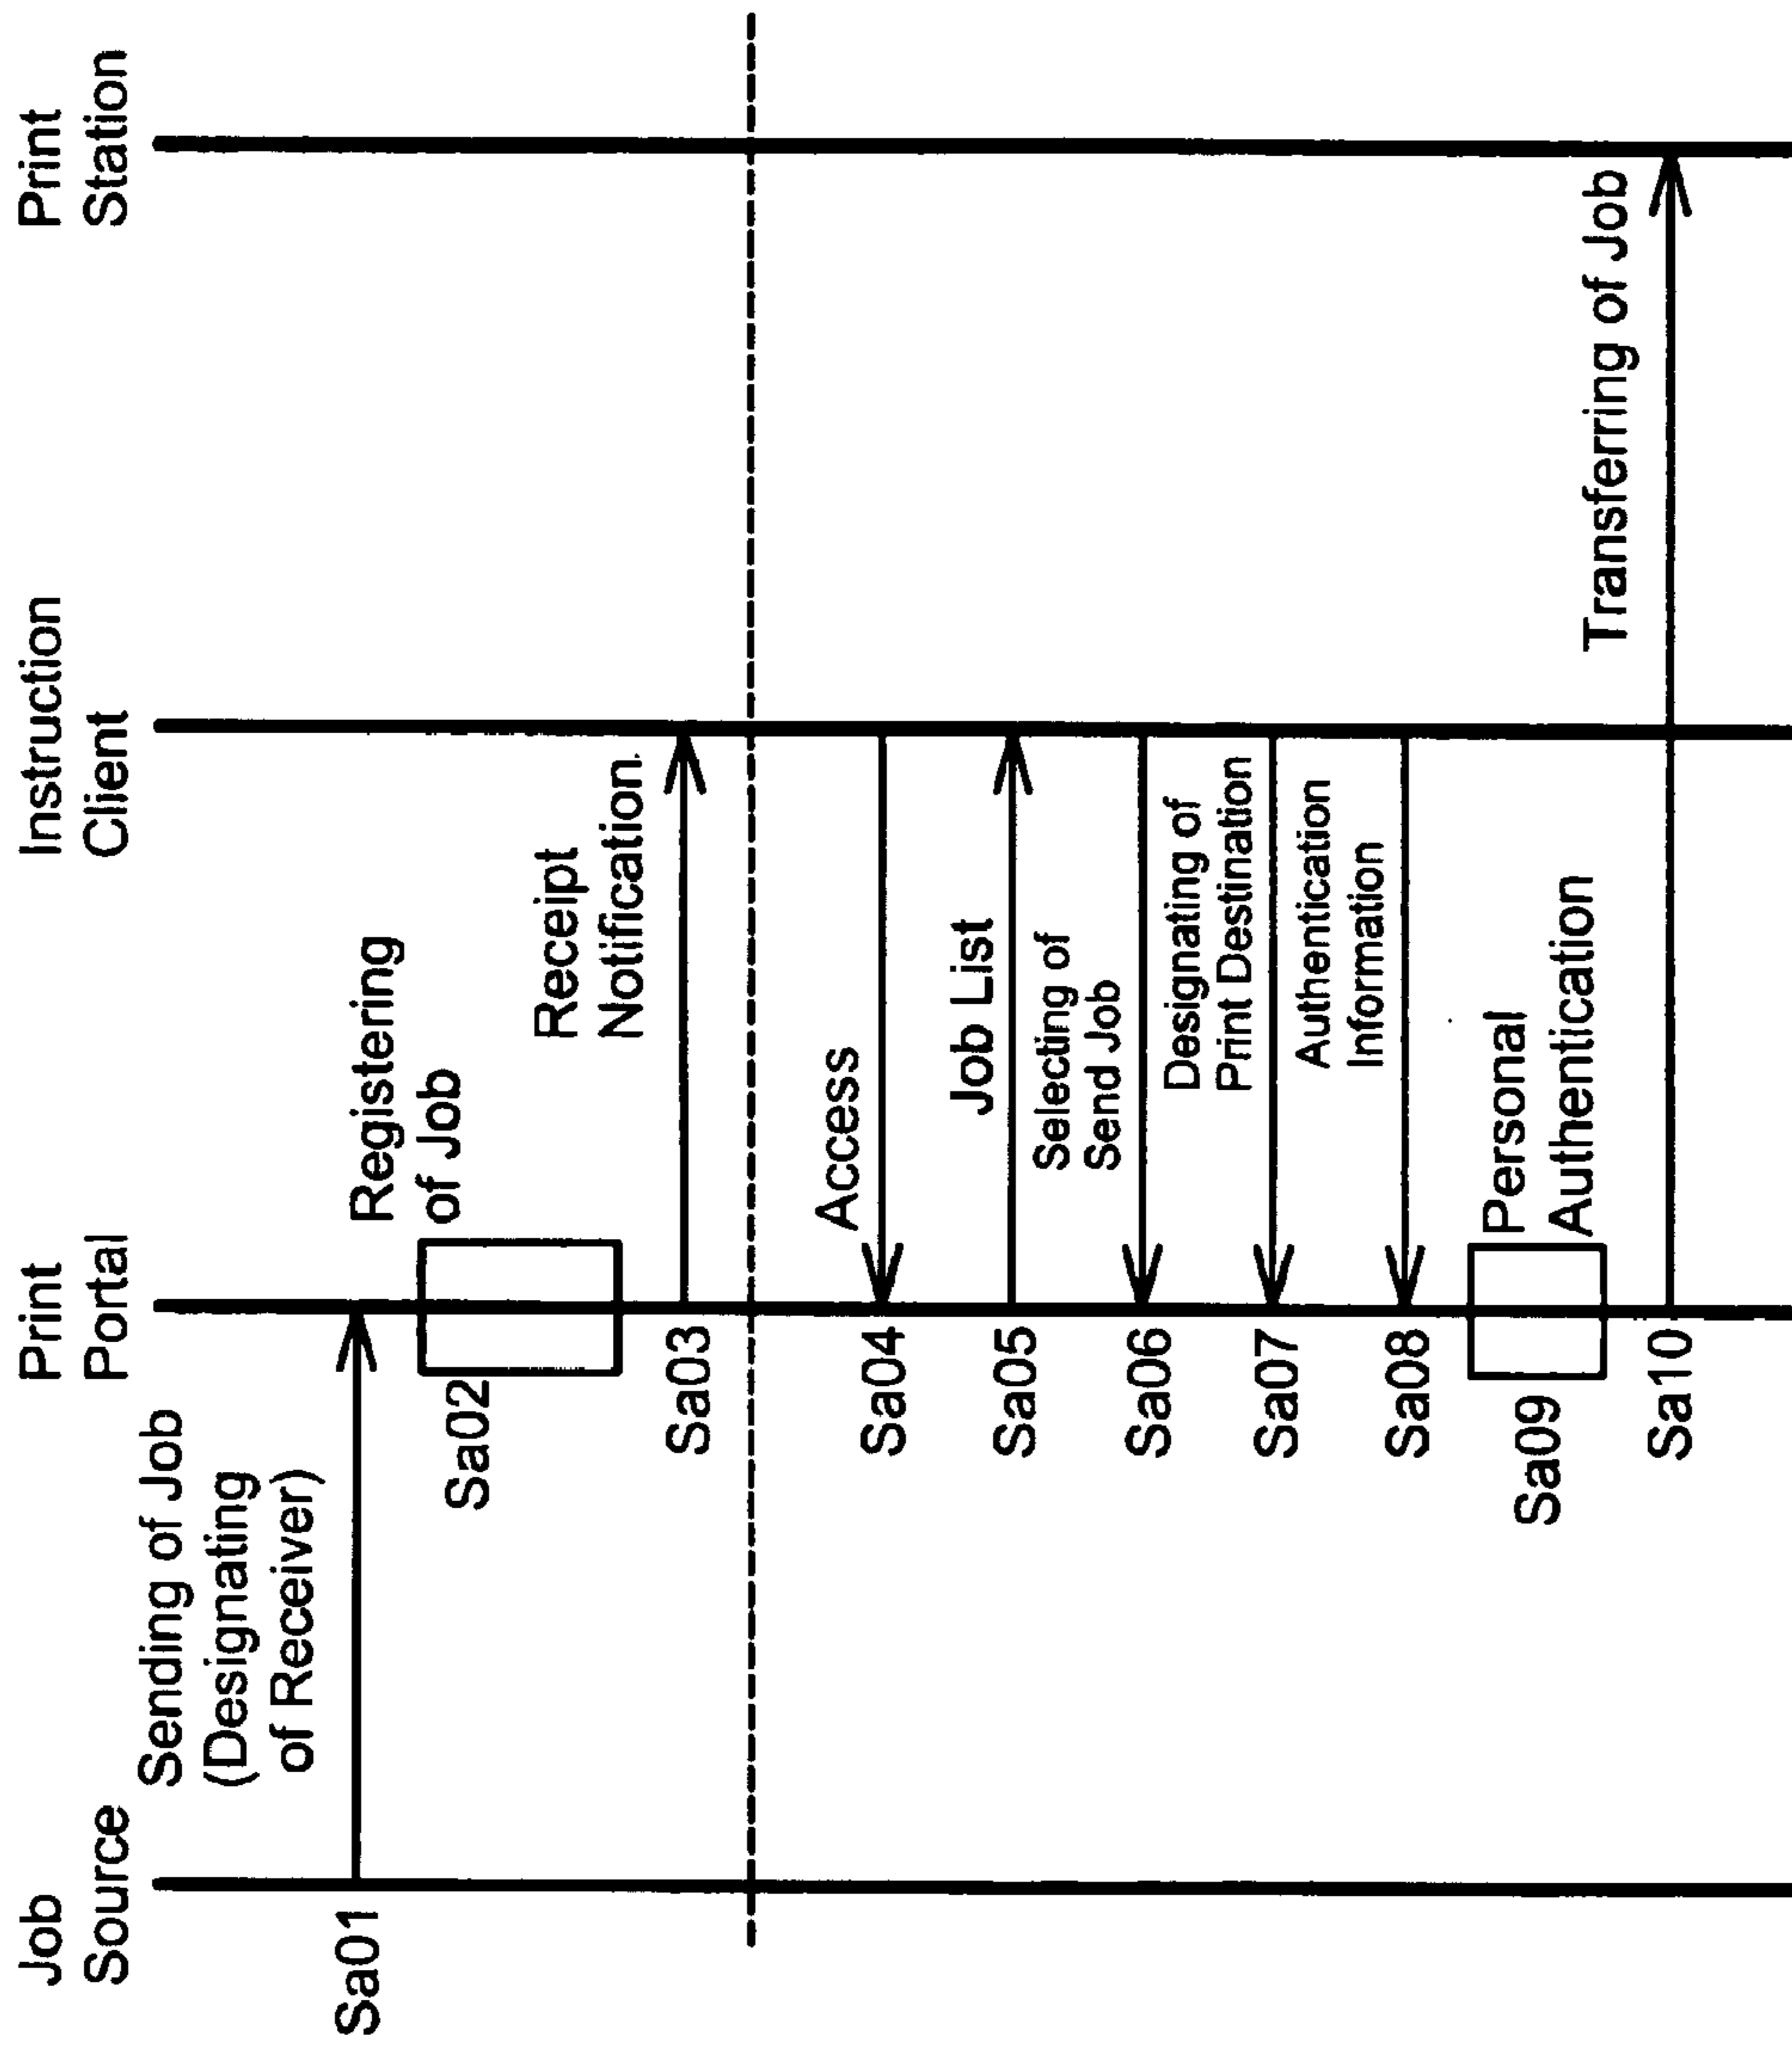 Job
Source
Print
Portal
Instruction
Client
Print
Station
Sa01
Sending of Job
(Designating
of Receiver)
Sa02
Registering
of Job
Sa03
Receipt
Notification
Sa04
Access
Sa05
Job List
Sa06
Selecting of
Send Job
Sa07
Designating of
Print Destination
Sa08
Authentication
Information
Sa09
Personal
Authentication
Sa10
Transferring of Job